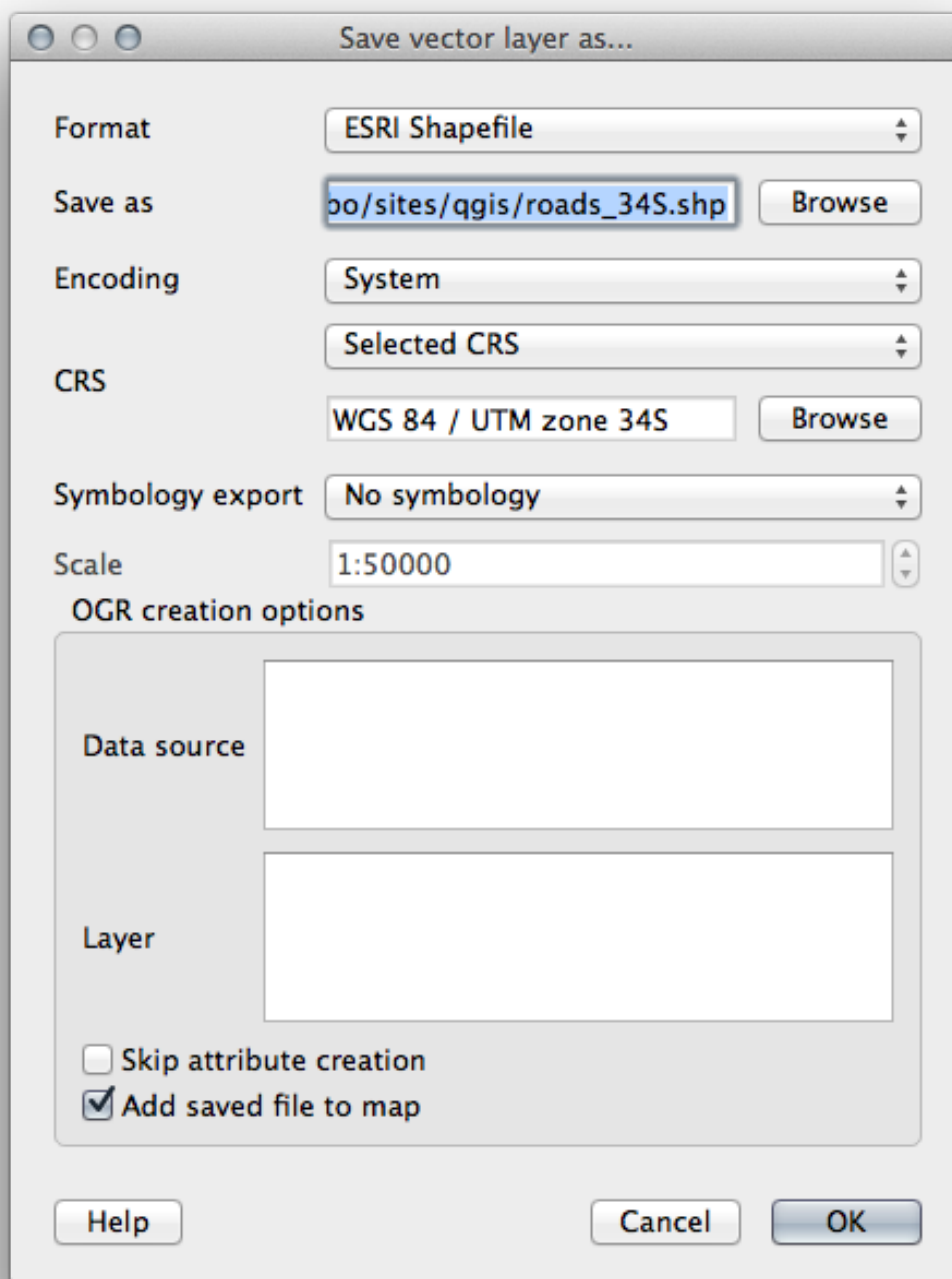 Save vector layer as...
Format ESRI Shapefile
Save as bo/sites/qgis/roads_34S.shp Browse
Encoding System
Selected CRS
CRS
WGS 84 / UTM zone 34S Browse
Symbology export No symbology
Scale 1:50000
OGR creation options
Data source
Layer
Skip attribute creation
Add saved file to map
Help Cancel OK